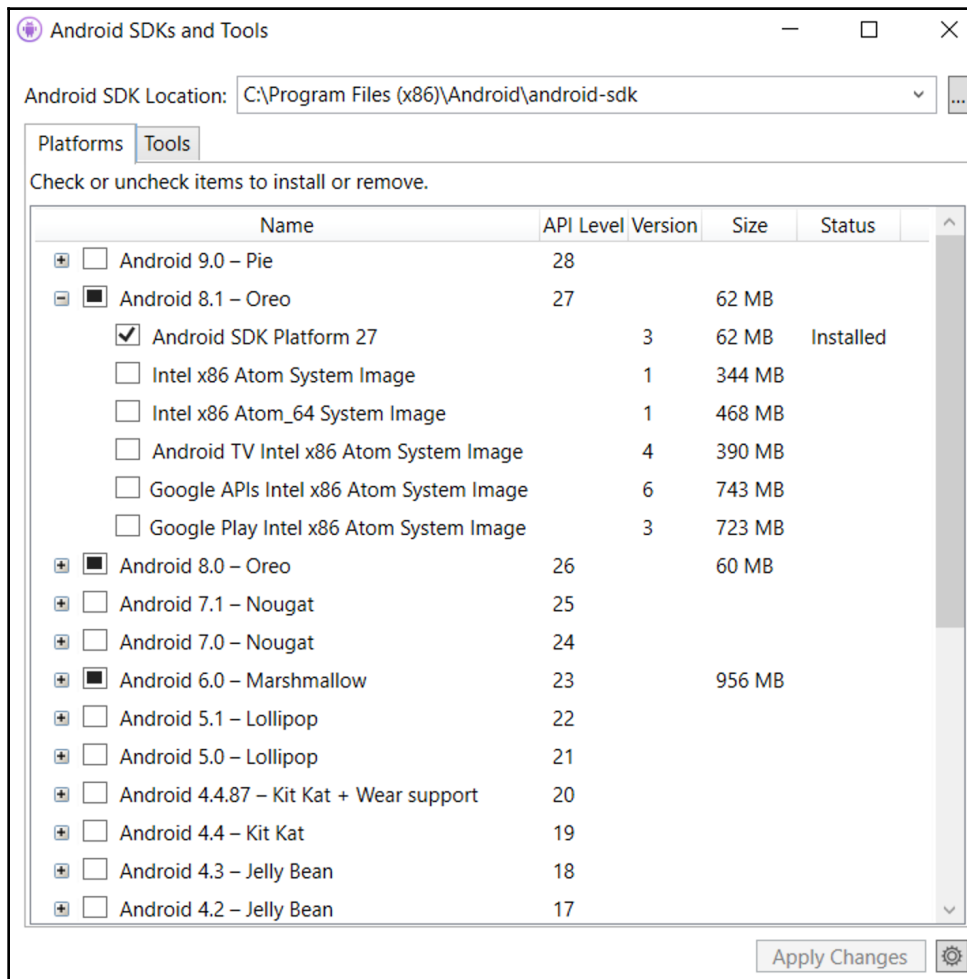 Android SDKs and Tools
Android SDK Location: C:\Program Files (x86)\Android\android-sdk ...
Platforms Tools
Check or uncheck items to install or remove.
Name API Level Version Size Status
Android 9.0 – Pie 28
Android 8.1 – Oreo 27 62 MB
Android SDK Platform 27 3 62 MB Installed
Intel x86 Atom System Image 1 344 MB
Intel x86 Atom_64 System Image 1 468 MB
Android TV Intel x86 Atom System Image 4 390 MB
Google APIs Intel x86 Atom System Image 6 743 MB
Google Play Intel x86 Atom System Image 3 723 MB
Android 8.0 – Oreo 26 60 MB
Android 7.1 – Nougat 25
Android 7.0 – Nougat 24
Android 6.0 – Marshmallow 23 956 MB
Android 5.1 – Lollipop 22
Android 5.0 – Lollipop 21
Android 4.4.87 – Kit Kat + Wear support 20
Android 4.4 – Kit Kat 19
Android 4.3 – Jelly Bean 18
Android 4.2 – Jelly Bean 17
Apply Changes